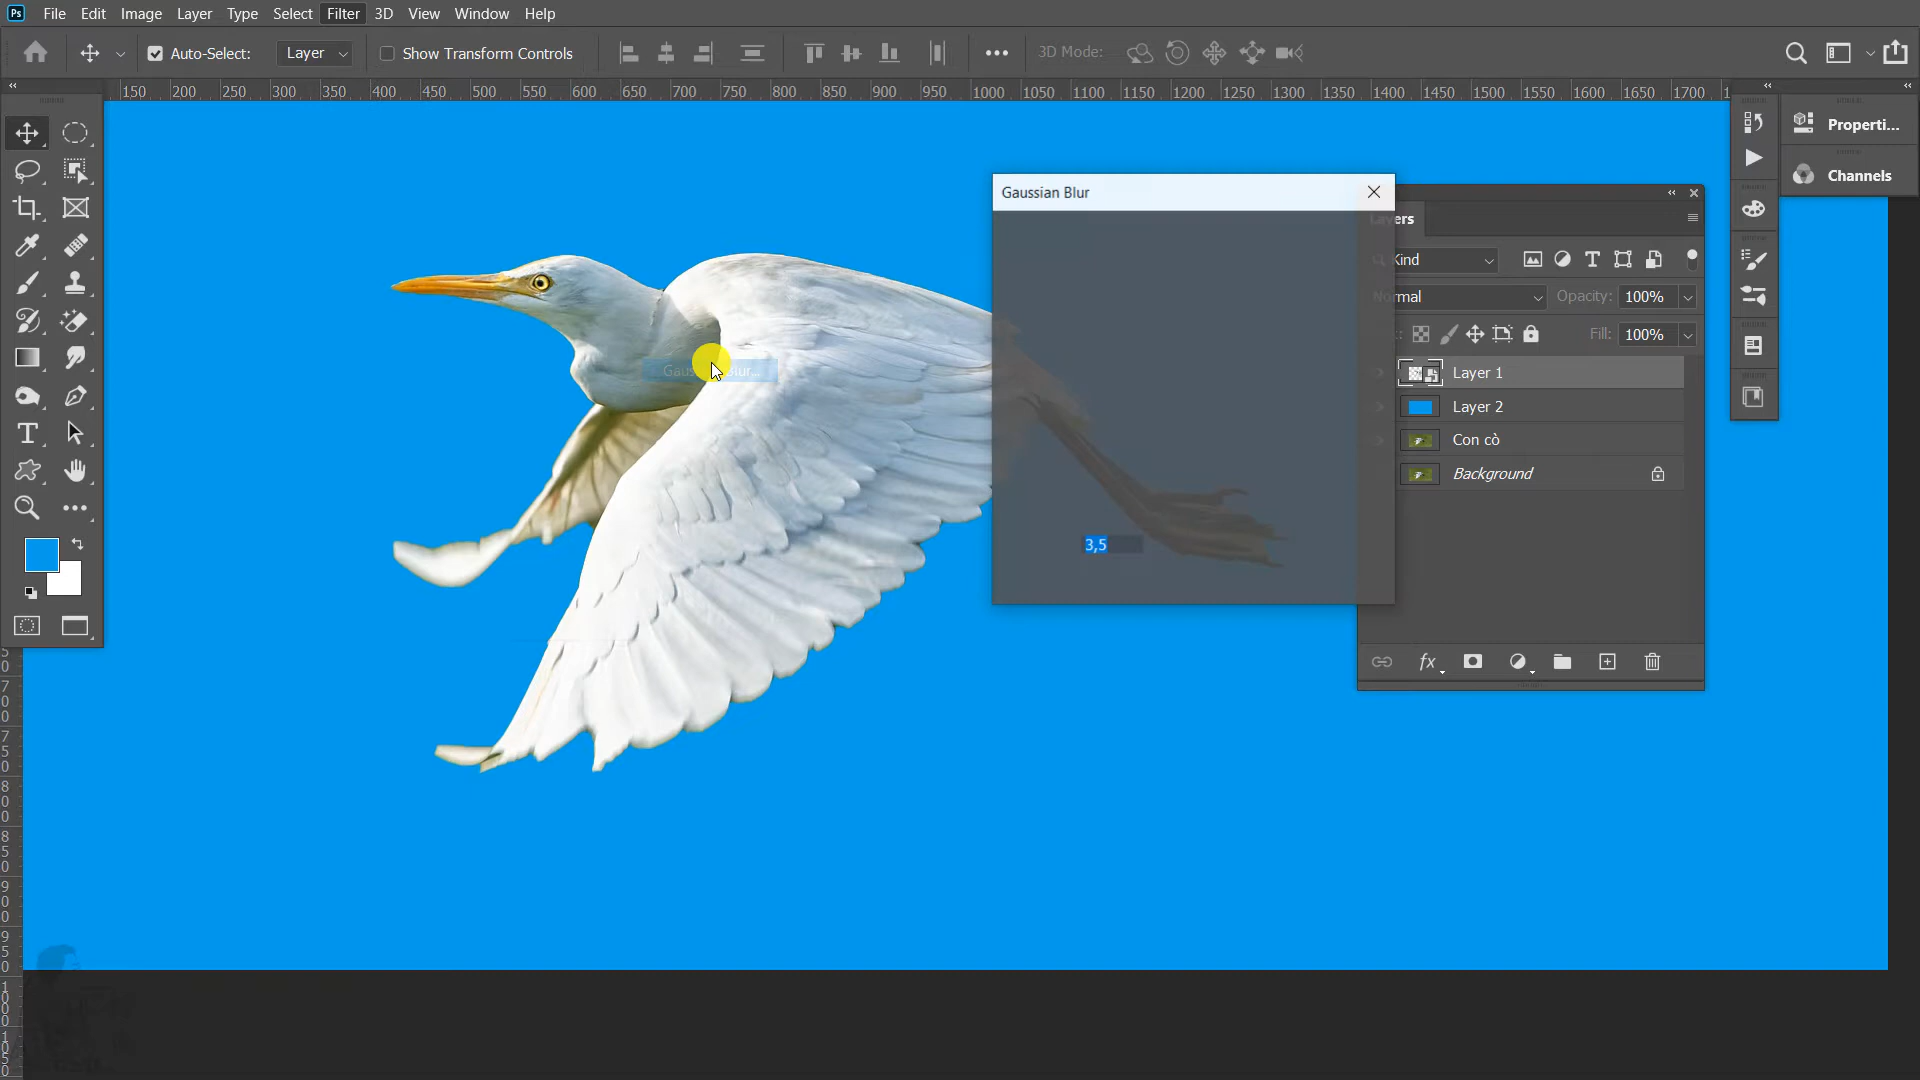 Ps File Edit Image Layer Type Select Filter 3D View Window Help
Auto-Select: Layer Show Transform Controls 3D Mode:
150 200 250 300 350 400 450 500 550 600 650 700 750 800 850 900 950 1000 1050 1100 1150 1200 1250 1300 1350 1400 1450 1500 1550 1600 1650 1700
Properti...
Channels
Gaussian Blur
Layers
Kind
Normal Opacity: 100%
Fill: 100%
Layer 1
Layer 2
Con cò
Background
Gaussian Blur...
3,5
fx